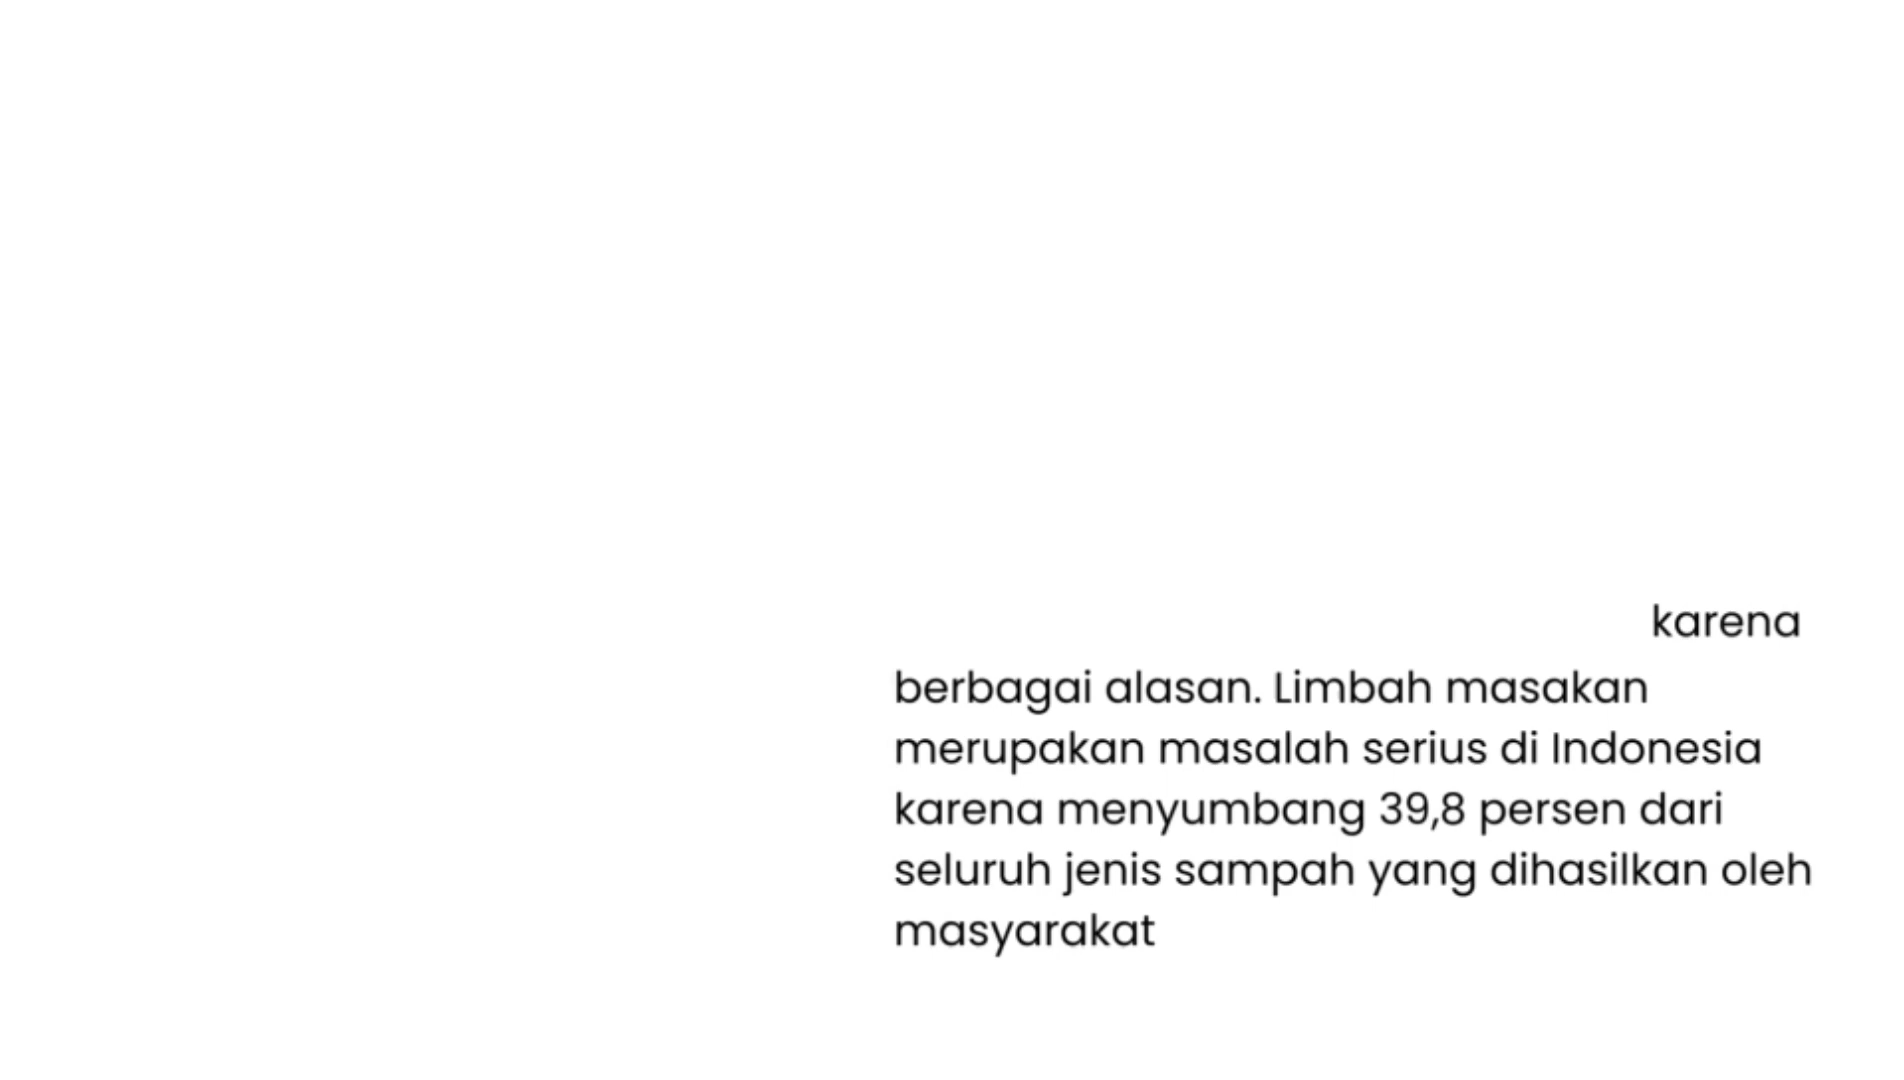 karena
berbagai alasan. Limbah masakan
merupakan masalah serius di Indonesia
karena menyumbang 39,8 persen dari
seluruh jenis sampah yang dihasilkan oleh
masyarakat